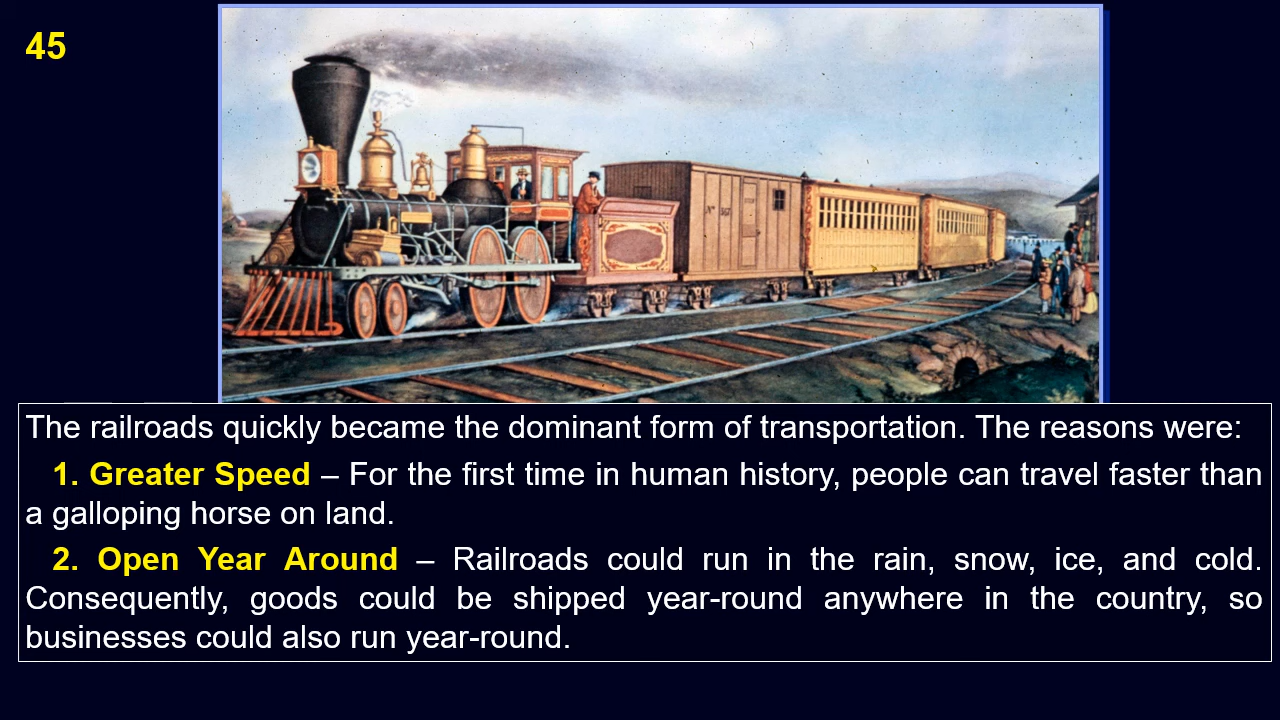 45
The railroads quickly became the dominant form of transportation. The reasons were:
1. Greater Speed – For the first time in human history, people can travel faster than
a galloping horse on land.
2. Open Year Around – Railroads could run in the rain, snow, ice, and cold.
Consequently, goods could be shipped year-round anywhere in the country, so
businesses could also run year-round.